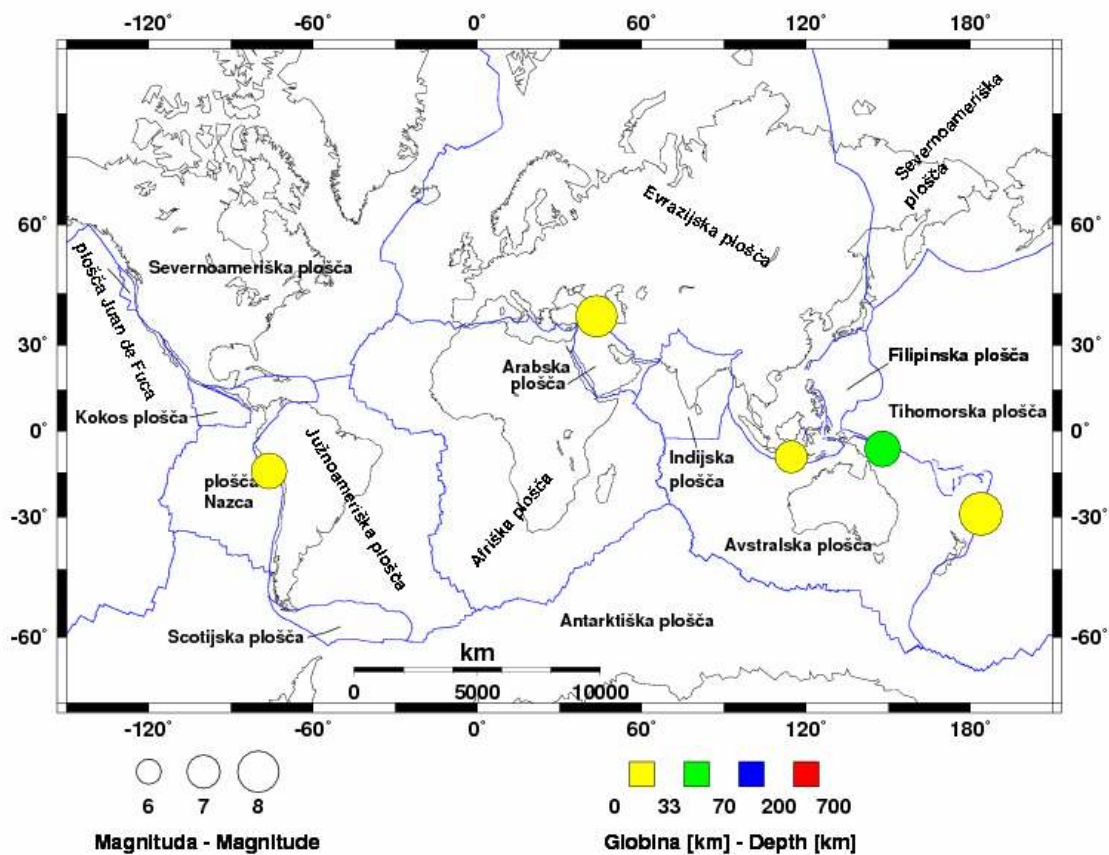 -120° -60° 0° 60° 120° 180°
Severnoameriška
plošča
Evrazijska plošča
60° 60°
plošča Juan de Fuca
Severnoameriška plošča
30° 30°
Arabska
plošča
Filipinska plošča
Kokos plošča
Tihomorska plošča
0° 0°
Južnoameriška plošča
Indijska
plošča
plošča
Nazca
Afriška plošča
-30° -30°
Avstralska plošča
Antarktiška plošča
Scotijska plošča
-60° -60°
km
0 5000 10000
-120° -60° 0° 60° 120° 180°
6 7 8
0 33 70 200 700
Magnituda - Magnitude
Globina [km] - Depth [km]